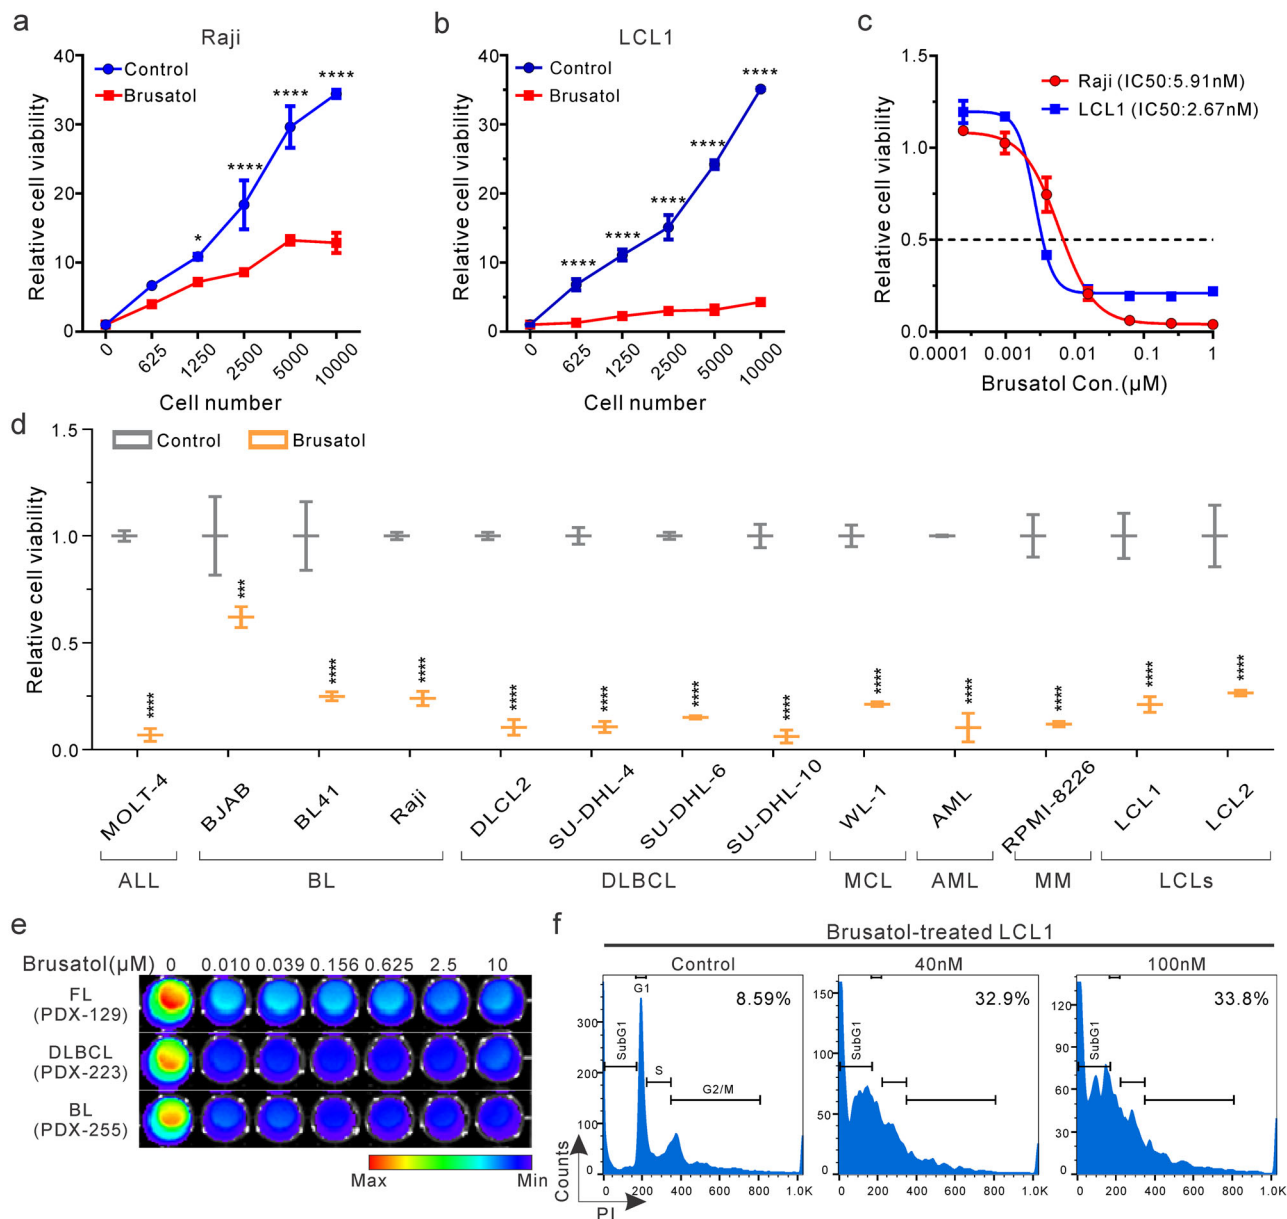 a
Raji
Control
Brusatol
Relative cell viability
40
30
20
10
0
*
****
****
****
0
625
1250
2500
5000
10000
Cell number
b
LCL1
Control
Brusatol
Relative cell viability
40
30
20
10
0
****
****
****
****
****
0
625
1250
2500
5000
10000
Cell number
c
Raji (IC50:5.91nM)
LCL1 (IC50:2.67nM)
Relative viability
1.5
1.0
0.5
0.0
0.0001
0.001
0.01
0.1
1
Brusatol Con.(μM)
d
Control
Brusatol
Relative cell viability
1.5
1.0
0.5
0.0
****
***
****
****
****
****
****
****
****
****
****
****
****
MOLT-4
BJAB
BL41
Raji
DLCL2
SU-DHL-4
SU-DHL-6
SU-DHL-10
WL-1
AML
RPMI-8226
LCL1
LCL2
ALL
BL
DLBCL
MCL
AML
MM
LCLs
e
Brusatol(μM) 0 0.010 0.039 0.156 0.625 2.5 10
FL
(PDX-129)
DLBCL
(PDX-223)
BL
(PDX-255)
Max
Min
f
Brusatol-treated LCL1
Control
8.59%
G1
SubG1
S
G2/M
300
200
100
0
0 200 400 600 800 1.0K
Counts
PI
40nM
32.9%
SubG1
150
100
50
0
0 200 400 600 800 1.0K
100nM
33.8%
SubG1
130
90
60
30
0
0 200 400 600 800 1.0K